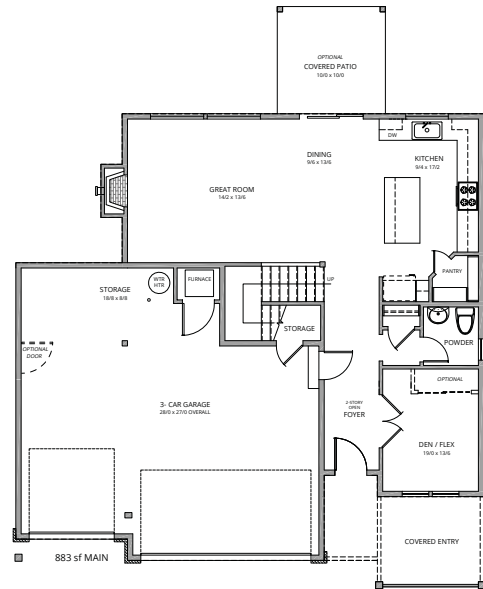 OPTIONAL
COVERED PATIO
10/0 x 10/0
DW
DINING
9/6 x 13/6
KITCHEN
9/4 x 17/2
GREAT ROOM
14/2 x 13/6
PANTRY
STORAGE
18/8 x 8/8
WTR
HTR
FURNACE
UP
STORAGE
POWDER
OPTIONAL
DOOR
OPTIONAL
3- CAR GARAGE
28/0 x 27/0 OVERALL
2-STORY
OPEN
FOYER
DEN / FLEX
19/0 x 13/6
COVERED ENTRY
883 sf MAIN